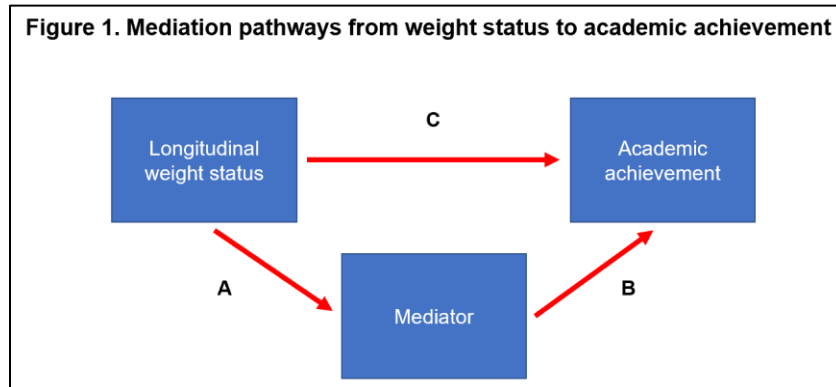 Figure 1. Mediation pathways from weight status to academic achievement
C
Longitudinal
weight status
Academic
achievement
A
Mediator
B